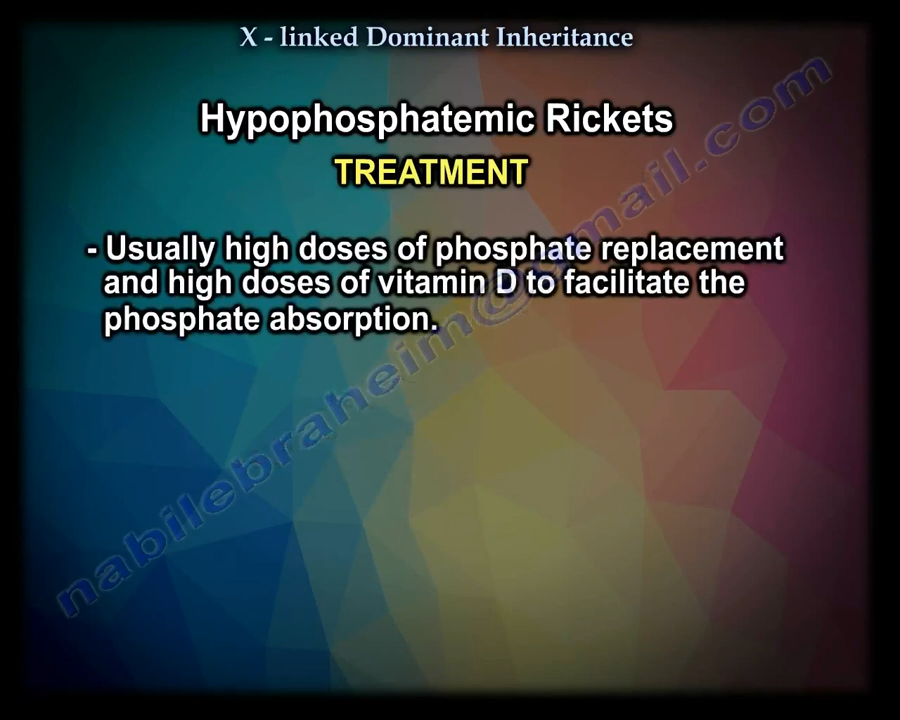 X - linked Dominant Inheritance
Hypophosphatemic Rickets
TREATMENT
- Usually high doses of phosphate replacement
and high doses of vitamin D to facilitate the
phosphate absorption.
nabilebraheim@gmail.com